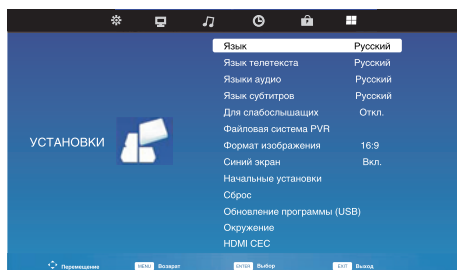 Язык Русский
Язык телетекста Русский
Языки аудио Русский
Язык субтитров Русский
Для слабослышащих Откл.
Файловая система PVR
УСТАНОВКИ
Формат изображения 16:9
Синий экран Вкл.
Начальные установки
Сброс
Обновление программы (USB)
Окружение
HDMI CEC
Перемещение MENU Возврат ENTER Выбор EXIT Выход